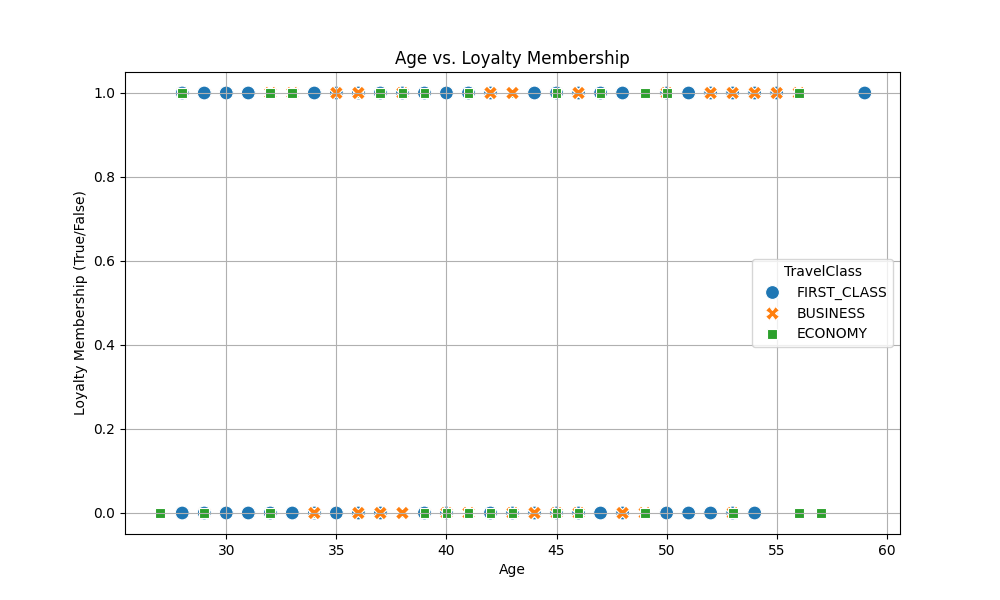 Age vs. Loyalty Membership
1.0
0.8
0.6
0.4
0.2
0.0
Loyalty Membership (True/False)
TravelClass
FIRST_CLASS
BUSINESS
ECONOMY
30
35
40
45
50
55
60
Age